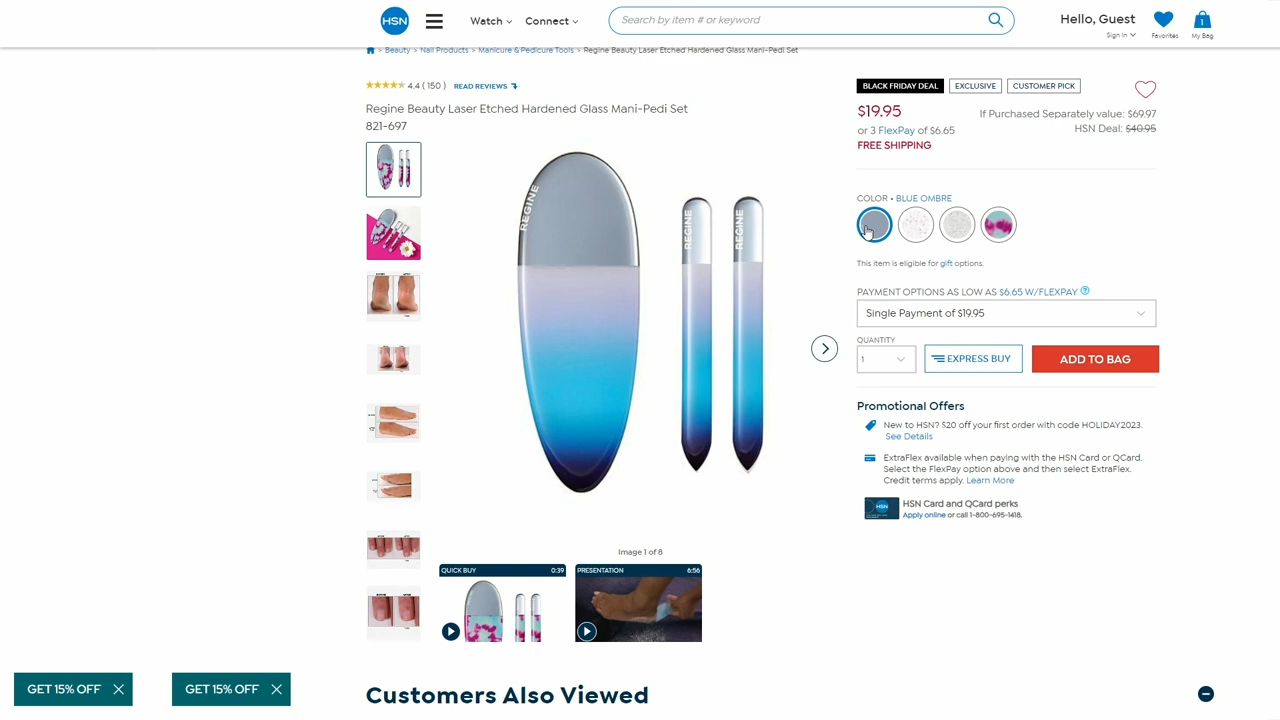 HSN
Watch
Connect
Search by item # or keyword
Hello, Guest
Sign In
Favorites
1
My Bag
> Beauty > Nail Products > Manicure & Pedicure Tools > Regine Beauty Laser Etched Hardened Glass Mani-Pedi Set
4.4 ( 150 ) READ REVIEWS
Regine Beauty Laser Etched Hardened Glass Mani-Pedi Set
821-697
REGINE
REGINE
REGINE
Image 1 of 8
QUICK BUY 0:39
PRESENTATION 6:56
BLACK FRIDAY DEAL
EXCLUSIVE
CUSTOMER PICK
$19.95
or 3 FlexPay of $6.65
FREE SHIPPING
If Purchased Separately value: $69.97
HSN Deal: $40.95
COLOR • BLUE OMBRE
This item is eligible for gift options.
PAYMENT OPTIONS AS LOW AS $6.65 W/FLEXPAY ?
Single Payment of $19.95
QUANTITY
1
EXPRESS BUY
ADD TO BAG
Promotional Offers
New to HSN? $20 off your first order with code HOLIDAY2023.
See Details
ExtraFlex available when paying with the HSN Card or QCard.
Select the FlexPay option above and then select ExtraFlex.
Credit terms apply. Learn More
HSN Card and QCard perks
Apply online or call 1-800-695-1418.
GET 15% OFF
GET 15% OFF
Customers Also Viewed